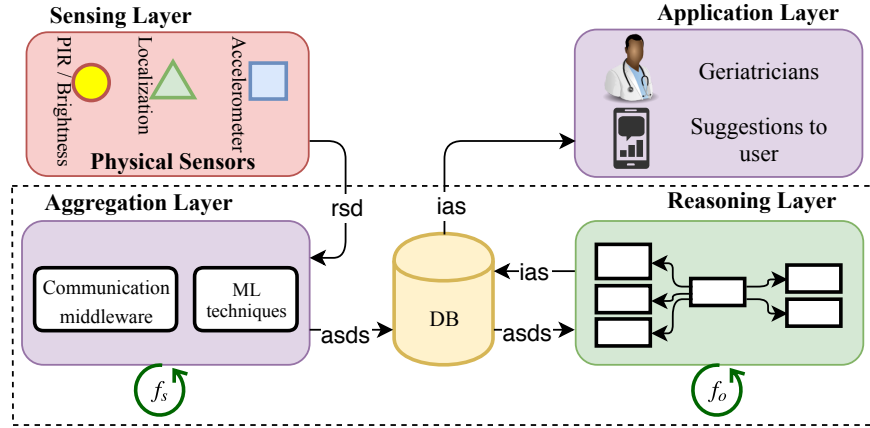 Sensing Layer
PIR / Brightness
Localization
Accelerometer
Physical Sensors
Application Layer
Geriatricians
Suggestions to
user
rsd
ias
Aggregation Layer
Communication
middleware
ML
techniques
asds
DB
ias
asds
Reasoning Layer
fs
fo